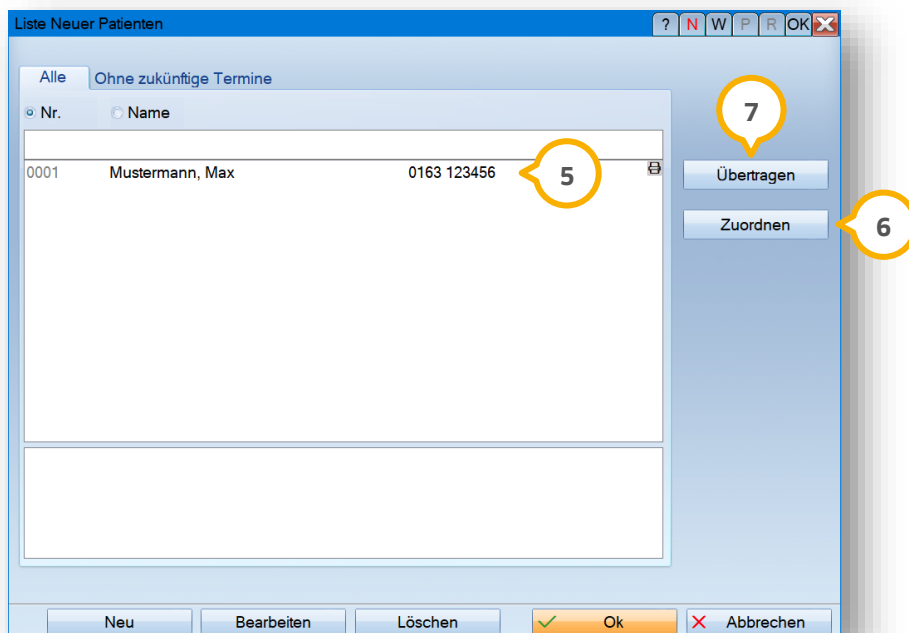 Liste Neuer Patienten ? N W P R OK
Alle Ohne zukünftige Termine
Nr. Name
7
0001 Mustermann, Max 0163 123456 5
Übertragen
Zuordnen 6
Neu Bearbeiten Löschen Ok Abbrechen